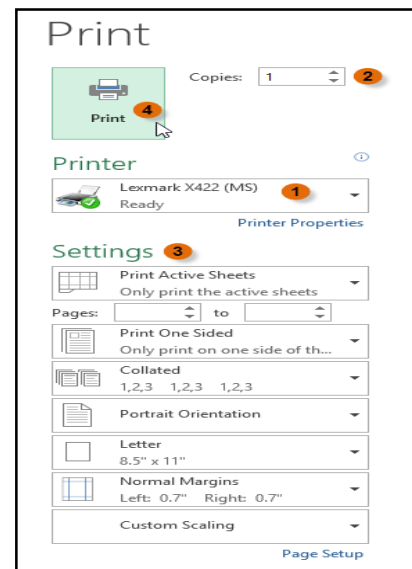 Print
Copies: 1 2
Print 4
Printer
Lexmark X422 (MS) 1
Ready
Printer Properties
Settings 3
Print Active Sheets
Only print the active sheets
Pages: to
Print One Sided
Only print on one side of th...
Collated
1,2,3 1,2,3 1,2,3
Portrait Orientation
Letter
8.5" x 11"
Normal Margins
Left: 0.7" Right: 0.7"
Custom Scaling
Page Setup